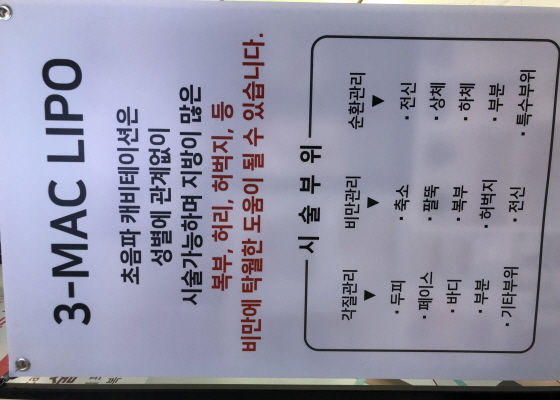 3-MAC LIPO
초음파 캐비테이션은
성별에 관계없이
시술가능하며 지방이 많은
복부, 허리, 허벅지, 등
비만에 탁월한 도움이 될 수 있습니다.
시 술 부 위
각질관리
▼
· 두피
· 페이스
· 바디
· 부분
· 기타부위
비만관리
▼
· 축소
· 팔뚝
· 복부
· 허벅지
· 전신
순환관리
▼
· 전신
· 상체
· 하체
· 부분
· 특수부위